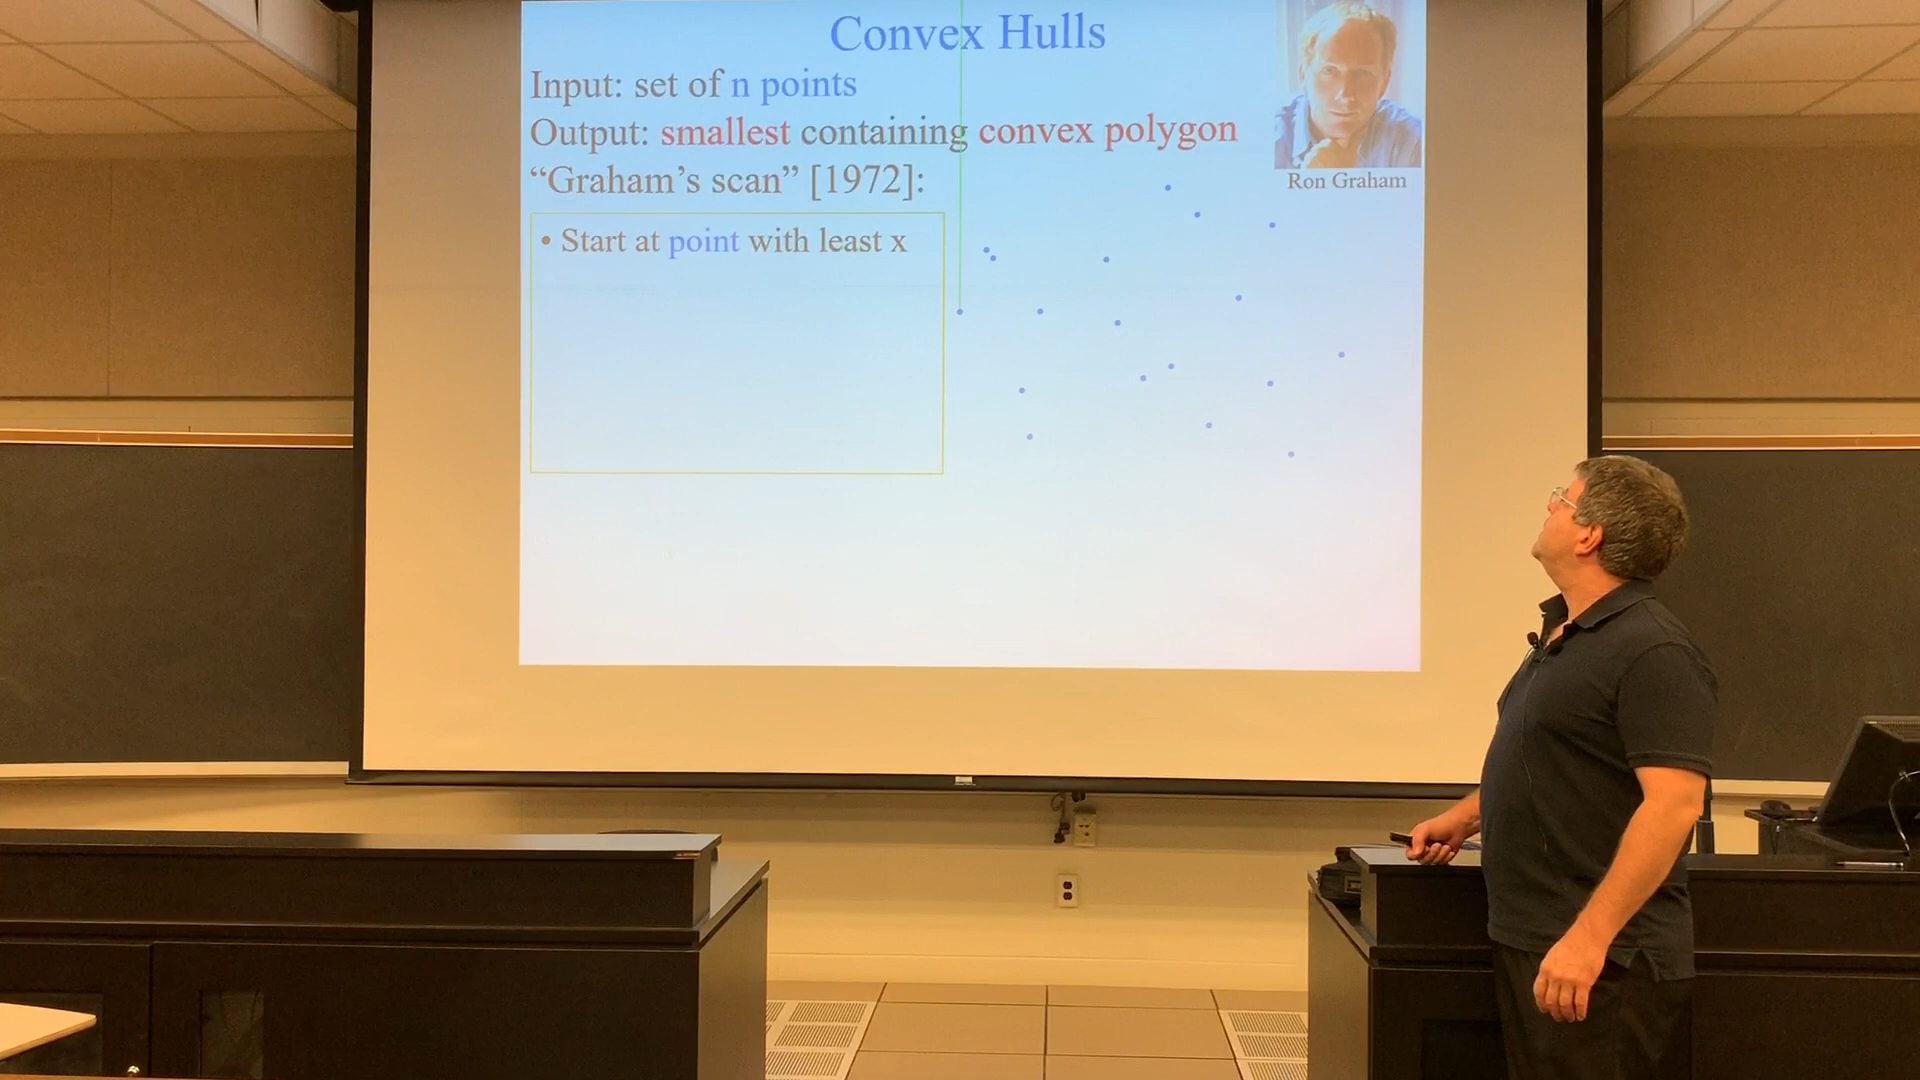 Convex Hulls
Input: set of n points
Output: smallest containing convex polygon
“Graham’s scan” [1972]:
Ron Graham
• Start at point with least x